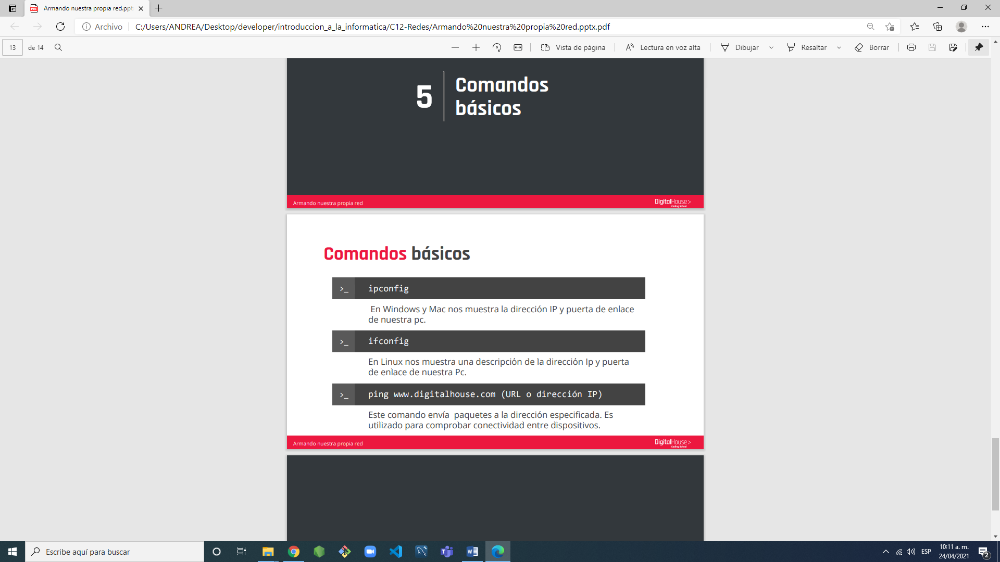 Armando nuestra propia red.ppt
Archivo
C:/Users/ANDREA/Desktop/developer/introduccion_a_la_informatica/C12-Redes/Armando%20nuestra%20propia%20red.pptx.pdf
13 de 14
Vista de página
Lectura en voz alta
Dibujar
Resaltar
Borrar
5
Comandos
básicos
Armando nuestra propia red
DigitalHouse>
Coding School
Comandos básicos
>_ ipconfig
En Windows y Mac nos muestra la dirección IP y puerta de enlace
de nuestra pc.
>_ ifconfig
En Linux nos muestra una descripción de la dirección Ip y puerta
de enlace de nuestra Pc.
>_ ping www.digitalhouse.com (URL o dirección IP)
Este comando envía  paquetes a la dirección especificada. Es
utilizado para comprobar conectividad entre dispositivos.
Armando nuestra propia red
DigitalHouse>
Coding School
Escribe aquí para buscar
ESP
10:11 a. m.
24/04/2021
2